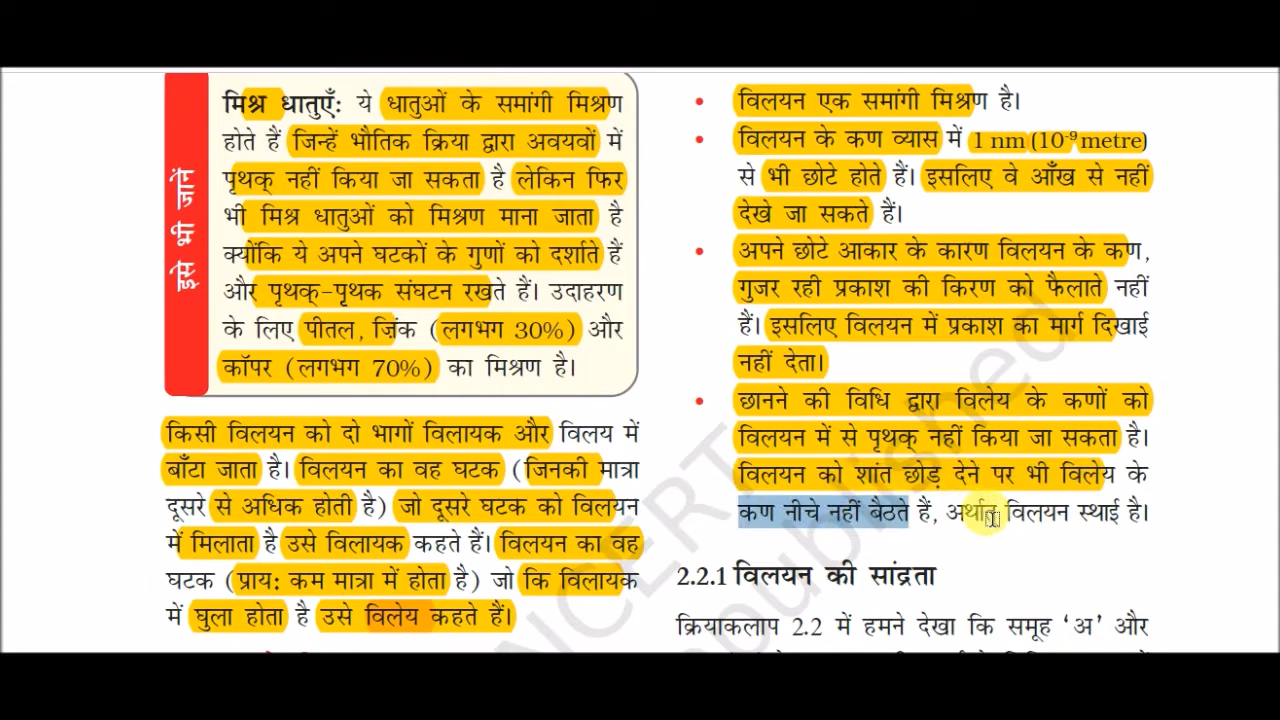 इसे भी जानें
मिश्र धातुएँ: ये धातुओं के समांगी मिश्रण
होते हैं जिन्हें भौतिक क्रिया द्वारा अवयवों में
पृथक् नहीं किया जा सकता है लेकिन फिर
भी मिश्र धातुओं को मिश्रण माना जाता है
क्योंकि ये अपने घटकों के गुणों को दर्शाते हैं
और पृथक्-पृथक संघटन रखते हैं। उदाहरण
के लिए पीतल, ज़िंक (लगभग 30%) और
कॉपर (लगभग 70%) का मिश्रण है।
किसी विलयन को दो भागों विलायक और विलय में
बाँटा जाता है। विलयन का वह घटक (जिनकी मात्रा
दूसरे से अधिक होती है) जो दूसरे घटक को विलयन
में मिलाता है उसे विलायक कहते हैं। विलयन का वह
घटक (प्राय: कम मात्रा में होता है) जो कि विलायक
में घुला होता है उसे विलेय कहते हैं।
• विलयन एक समांगी मिश्रण है।
• विलयन के कण व्यास में 1 nm (10⁻⁹ metre)
से भी छोटे होते हैं। इसलिए वे आँख से नहीं
देखे जा सकते हैं।
• अपने छोटे आकार के कारण विलयन के कण,
गुजर रही प्रकाश की किरण को फैलाते नहीं
हैं। इसलिए विलयन में प्रकाश का मार्ग दिखाई
नहीं देता।
• छानने की विधि द्वारा विलेय के कणों को
विलयन में से पृथक् नहीं किया जा सकता है।
विलयन को शांत छोड़ देने पर भी विलेय के
कण नीचे नहीं बैठते हैं, अर्थात विलयन स्थाई है।
2.2.1 विलयन की सांद्रता
क्रियाकलाप 2.2 में हमने देखा कि समूह ‘अ’ और
NCERT
republished